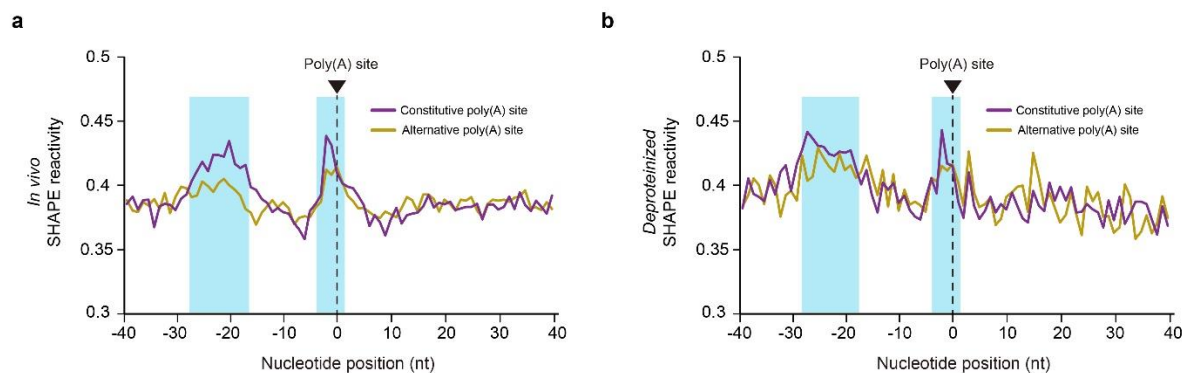 a
In vivo
SHAPE reactivity
0.5
0.45
0.4
0.35
0.3
Poly(A) site
Constitutive poly(A) site
Alternative poly(A) site
-40 -30 -20 -10 0 10 20 30 40
Nucleotide position (nt)
b
Deproteinized
SHAPE reactivity
0.5
0.45
0.4
0.35
0.3
Poly(A) site
Constitutive poly(A) site
Alternative poly(A) site
-40 -30 -20 -10 0 10 20 30 40
Nucleotide position (nt)